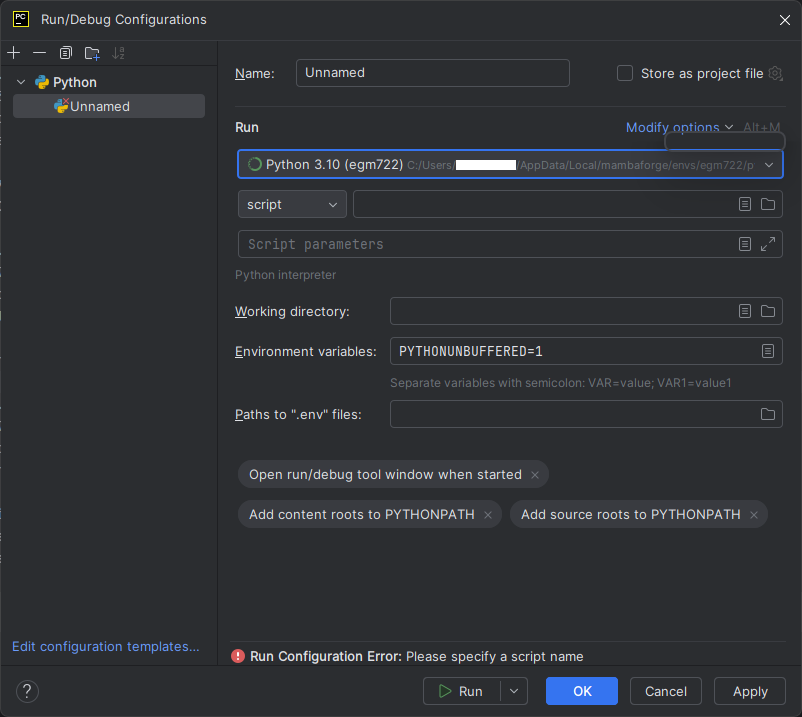 PC
Run/Debug Configurations
Python
Unnamed
Name:
Unnamed
Store as project file
Run
Modify options
Alt+M
Python 3.10 (egm722) C:/Users/ /AppData/Local/mambaforge/envs/egm722/p
script
Script parameters
Python interpreter
Working directory:
Environment variables:
PYTHONUNBUFFERED=1
Separate variables with semicolon: VAR=value; VAR1=value1
Paths to ".env" files:
Open run/debug tool window when started ×
Add content roots to PYTHONPATH ×
Add source roots to PYTHONPATH ×
Edit configuration templates...
! Run Configuration Error: Please specify a script name
?
Run
OK
Cancel
Apply